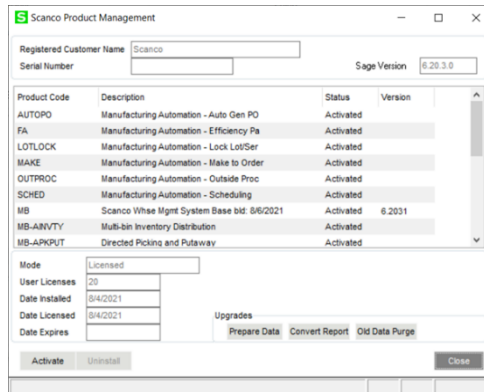 S Scanco Product Management
Registered Customer Name Scanco
Serial Number Sage Version 6.20.3.0
Product Code Description Status Version
AUTOPO Manufacturing Automation - Auto Gen PO Activated
FA Manufacturing Automation - Efficiency Pa Activated
LOTLOCK Manufacturing Automation - Lock Lot/Ser Activated
MAKE Manufacturing Automation - Make to Order Activated
OUTPROC Manufacturing Automation - Outside Proc Activated
SCHED Manufacturing Automation - Scheduling Activated
MB Scanco Whse Mgmt System Base bld: 8/6/2021 Activated 6.2031
MB-AINVTY Multi-bin Inventory Distribution Activated
MB-APKPUT Directed Picking and Putaway Activated
Mode Licensed
User Licenses 20
Date Installed 8/4/2021
Date Licensed 8/4/2021 Upgrades
Date Expires Prepare Data Convert Report Old Data Purge
Activate Uninstall Close